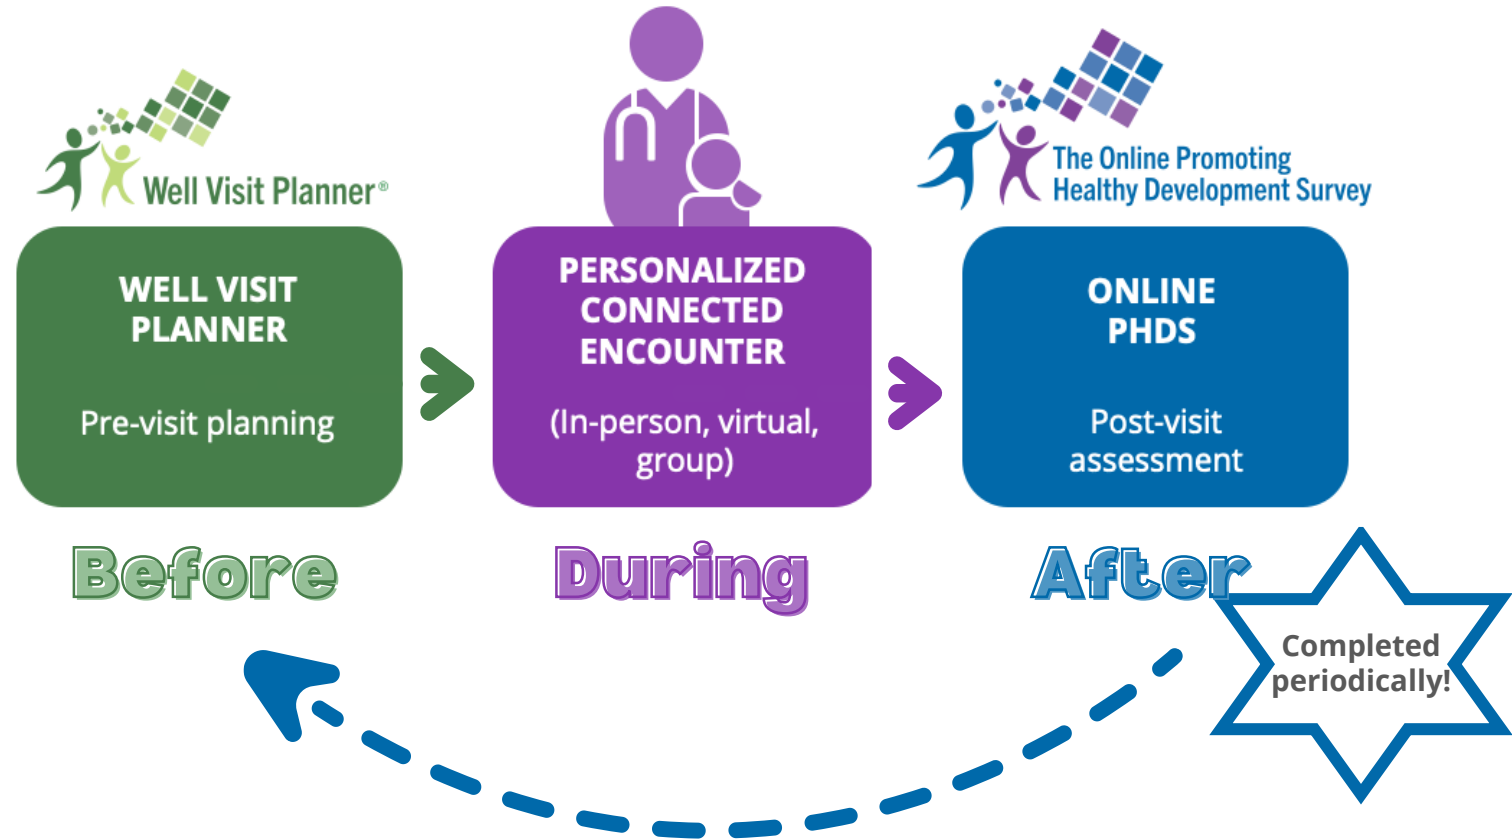 Well Visit Planner®
The Online Promoting
Healthy Development Survey
WELL VISIT
PLANNER
Pre-visit planning
PERSONALIZED
CONNECTED
ENCOUNTER
(In-person, virtual,
group)
ONLINE
PHDS
Post-visit
assessment
Before
During
After
Completed
periodically!